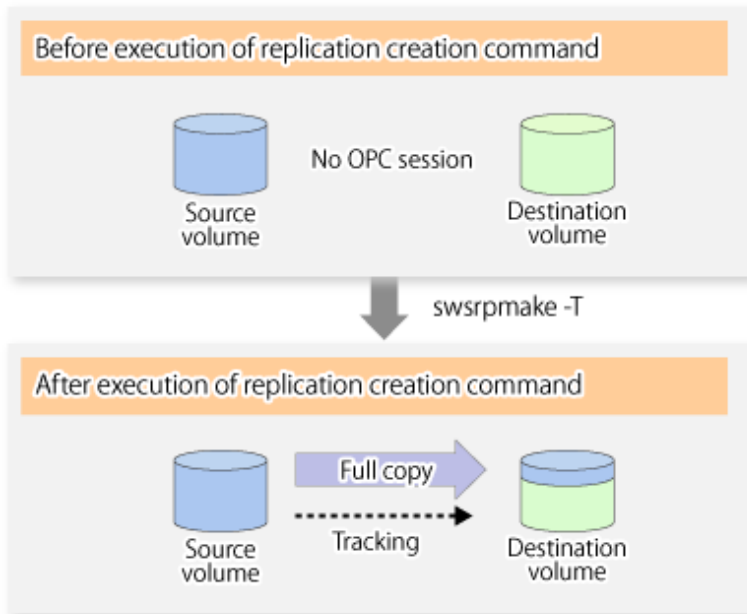 Before execution of replication creation command
No OPC session
Source
volume
Destination
volume
swsrpmake -T
After execution of replication creation command
Full copy
Tracking
Source
volume
Destination
volume